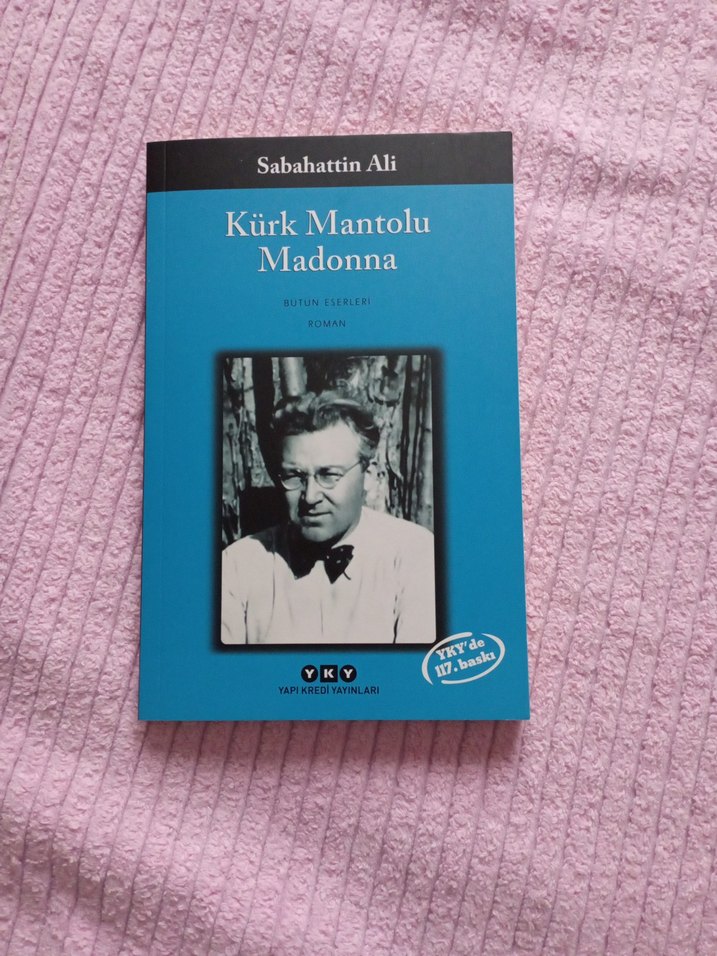 Sabahattin Ali
Kürk Mantolu
Madonna
BÜTÜN ESERLERİ
ROMAN
YKY'de
117. baskı
YKY
YAPI KREDİ YAYINLARI